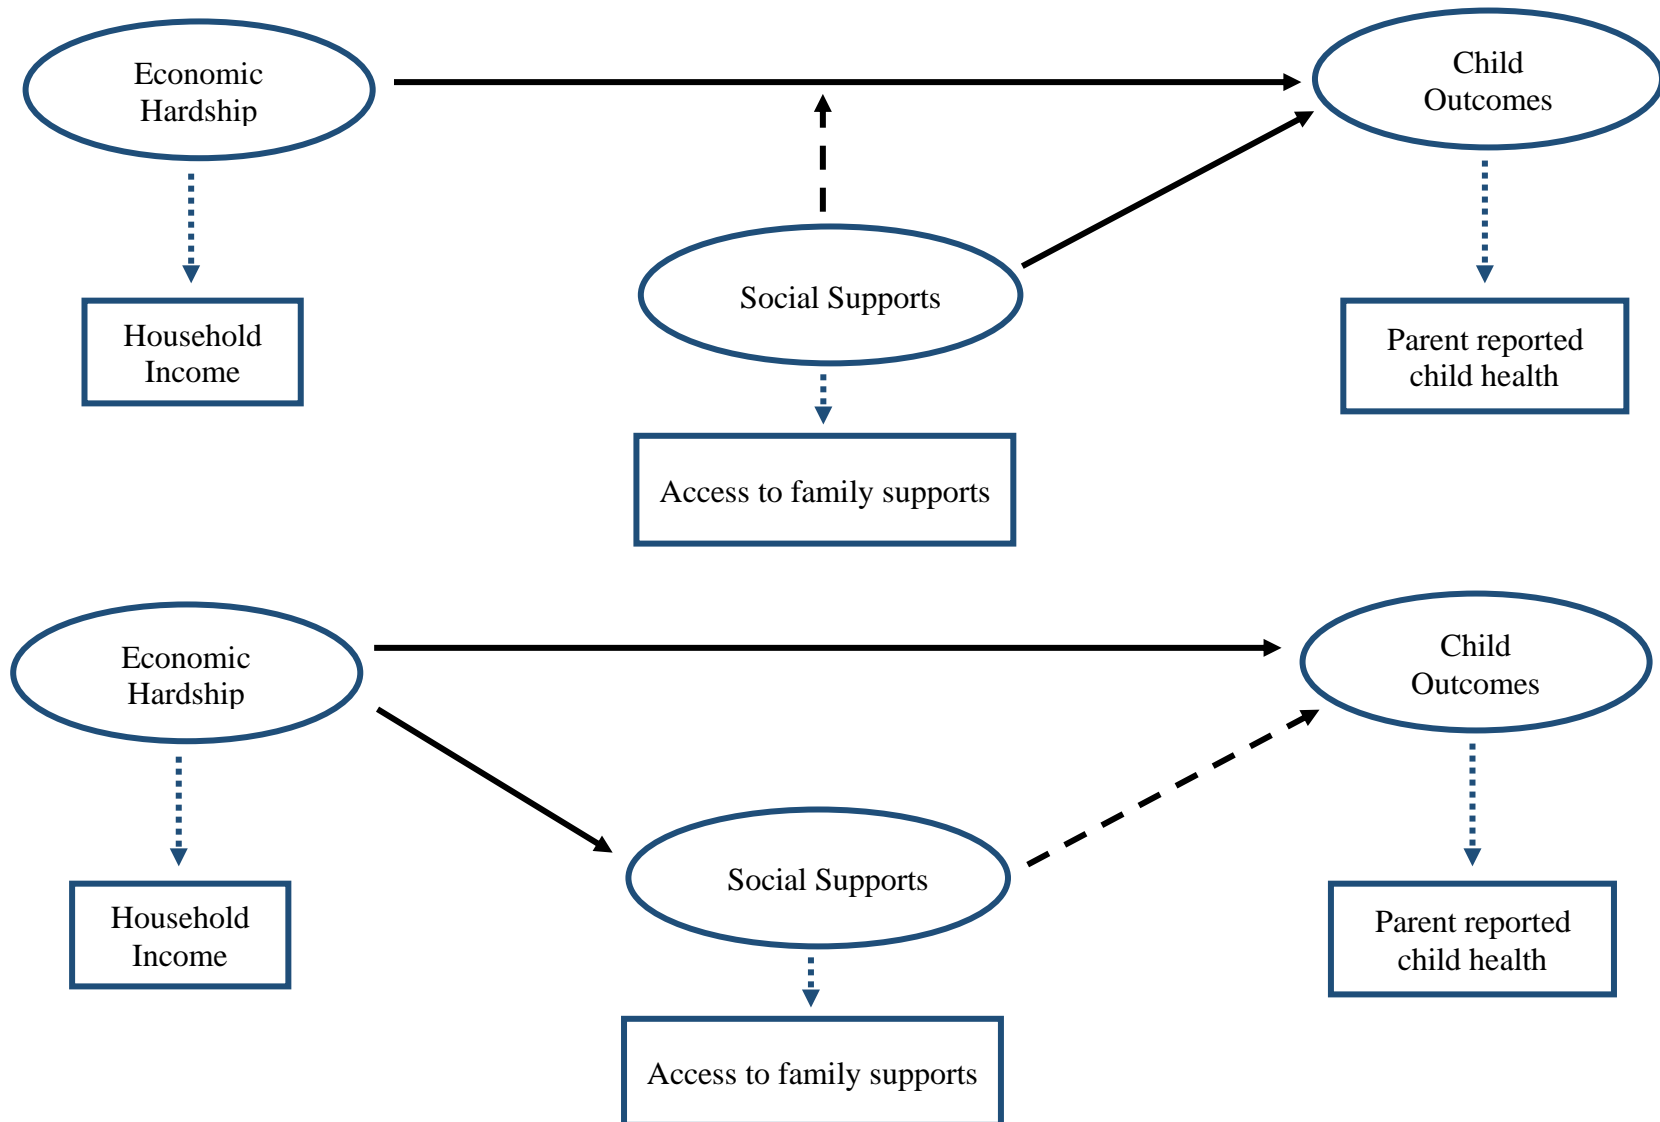 Economic
Hardship
Child
Outcomes
Social Supports
Household
Income
Parent reported
child health
Access to family supports
Economic
Hardship
Child
Outcomes
Social Supports
Household
Income
Parent reported
child health
Access to family supports